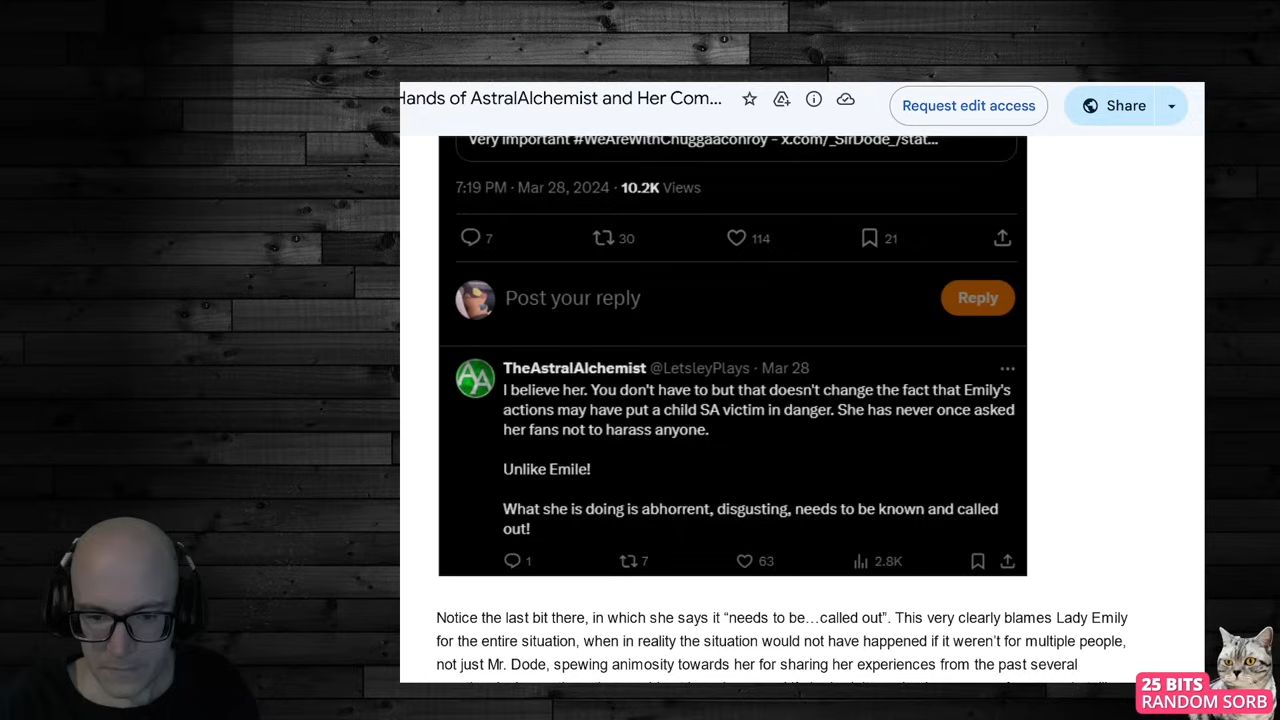 Hands of AstralAlchemist and Her Com...
Request edit access
Share
Very important #WeAreWithChuggaaconroy - x.com/_SirDode_/stat...
7:19 PM · Mar 28, 2024 · 10.2K Views
7 30 114 21
Post your reply
Reply
AA
TheAstralAlchemist @LetsleyPlays · Mar 28
I believe her. You don't have to but that doesn't change the fact that Emily's
actions may have put a child SA victim in danger. She has never once asked
her fans not to harass anyone.
Unlike Emile!
What she is doing is abhorrent, disgusting, needs to be known and called
out!
1 7 63 2.8K
Notice the last bit there, in which she says it “needs to be…called out”. This very clearly blames Lady Emily
for the entire situation, when in reality the situation would not have happened if it weren’t for multiple people,
not just Mr. Dode, spewing animosity towards her for sharing her experiences from the past several
25 BITS
RANDOM SORB